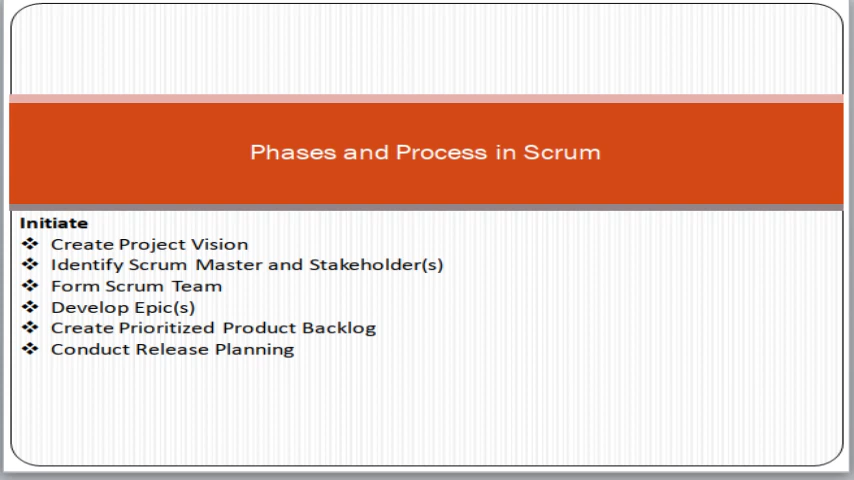 Phases and Process in Scrum
Initiate
❖ Create Project Vision
❖ Identify Scrum Master and Stakeholder(s)
❖ Form Scrum Team
❖ Develop Epic(s)
❖ Create Prioritized Product Backlog
❖ Conduct Release Planning